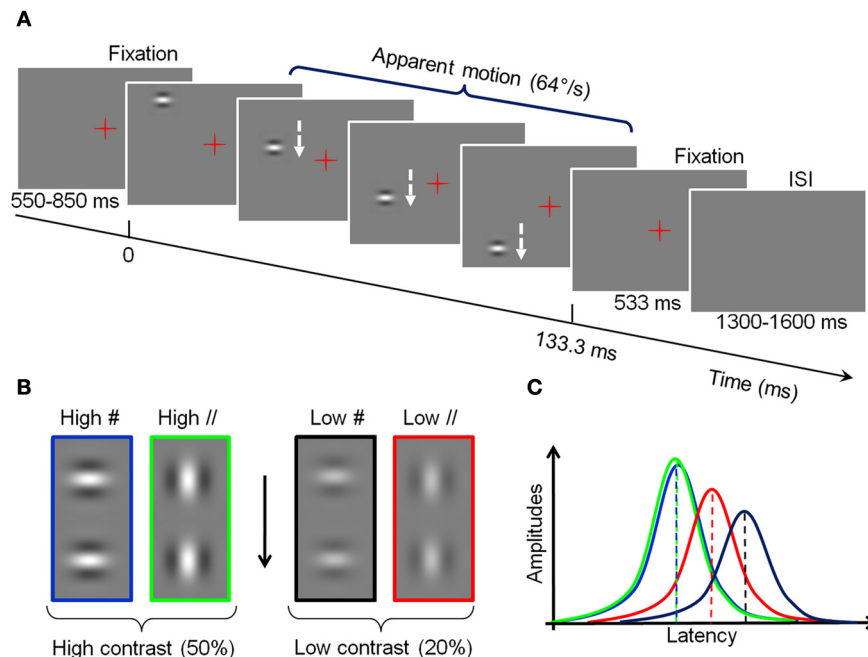 A
Fixation
Apparent motion (64°/s)
Fixation
ISI
550-850 ms
0
533 ms
1300-1600 ms
133.3 ms
Time (ms)
B
High #
High //
Low #
Low //
High contrast (50%)
Low contrast (20%)
C
Amplitudes
Latency